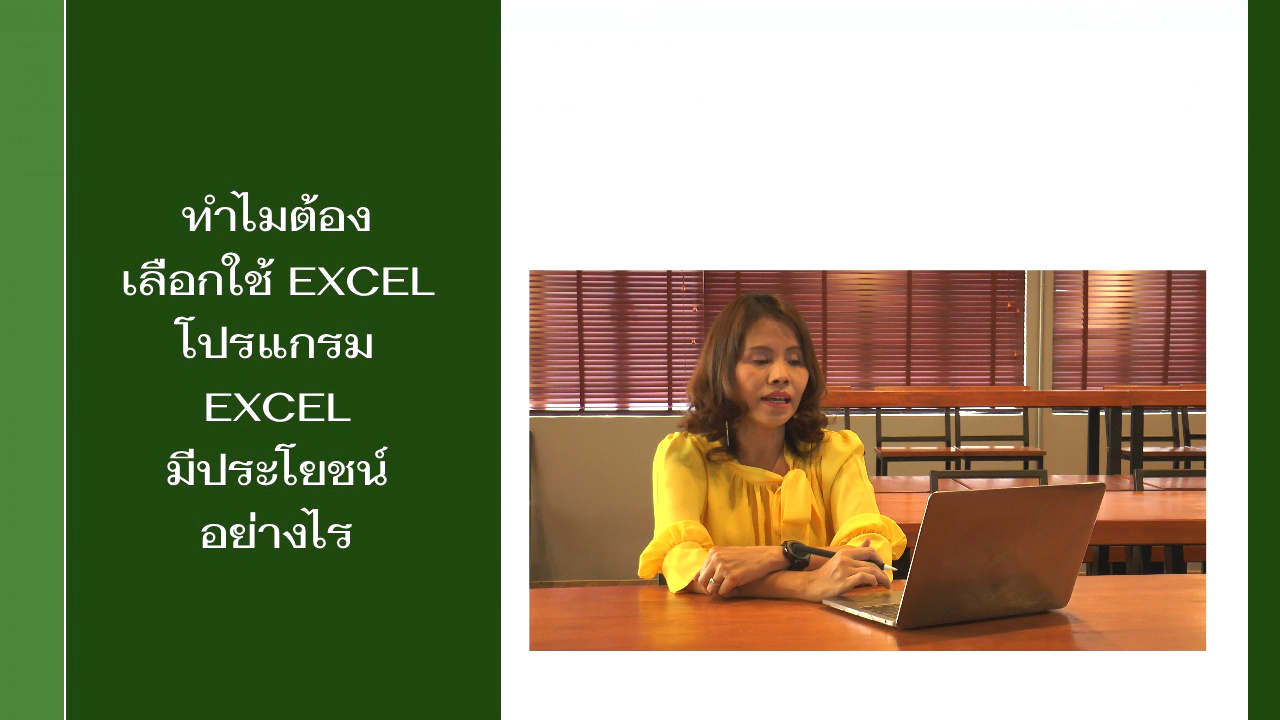 ทำไมต้อง
เลือกใช้ EXCEL
โปรแกรม
EXCEL
มีประโยชน์
อย่างไร